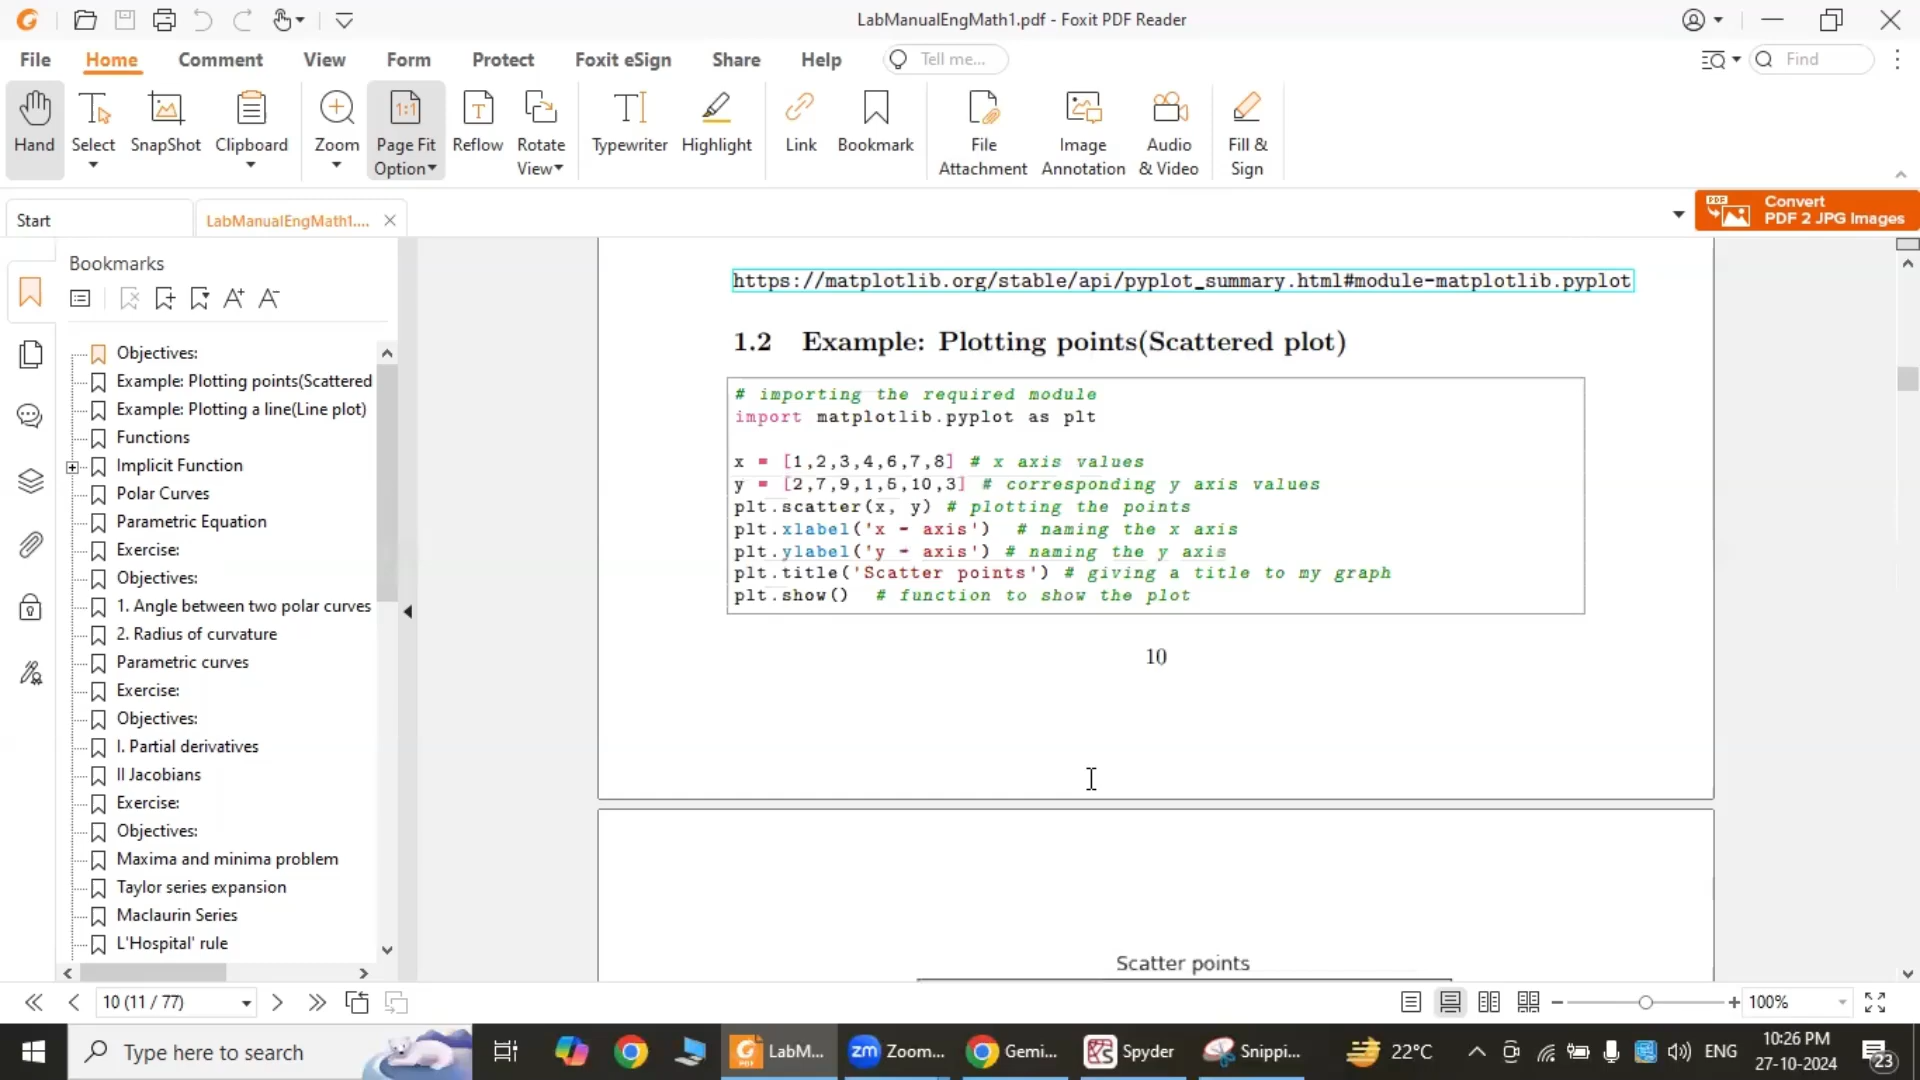 LabManualEngMath1.pdf - Foxit PDF Reader
File Home Comment View Form Protect Foxit eSign Share Help Tell me... Find
Hand Select SnapShot Clipboard Zoom Page Fit Option Reflow Rotate View Typewriter Highlight Link Bookmark File Attachment Image Annotation Audio & Video Fill & Sign
Start LabManualEngMath1.... PDF Convert PDF 2 JPG Images
Bookmarks
Objectives:
Example: Plotting points(Scattered
Example: Plotting a line(Line plot)
Functions
Implicit Function
Polar Curves
Parametric Equation
Exercise:
Objectives:
1. Angle between two polar curves
2. Radius of curvature
Parametric curves
Exercise:
Objectives:
I. Partial derivatives
II Jacobians
Exercise:
Objectives:
Maxima and minima problem
Taylor series expansion
Maclaurin Series
L'Hospital' rule
https://matplotlib.org/stable/api/pyplot_summary.html#module-matplotlib.pyplot
1.2 Example: Plotting points(Scattered plot)
# importing the required module
import matplotlib.pyplot as plt
x = [1,2,3,4,6,7,8] # x axis values
y = [2,7,9,1,5,10,3] # corresponding y axis values
plt.scatter(x, y) # plotting the points
plt.xlabel('x - axis') # naming the x axis
plt.ylabel('y - axis') # naming the y axis
plt.title('Scatter points') # giving a title to my graph
plt.show() # function to show the plot
10
Scatter points
10 (11 / 77) 100%
Type here to search LabM... zm Zoom... Gemi... Spyder Snippi... 22°C ENG 10:26 PM
27-10-2024 23